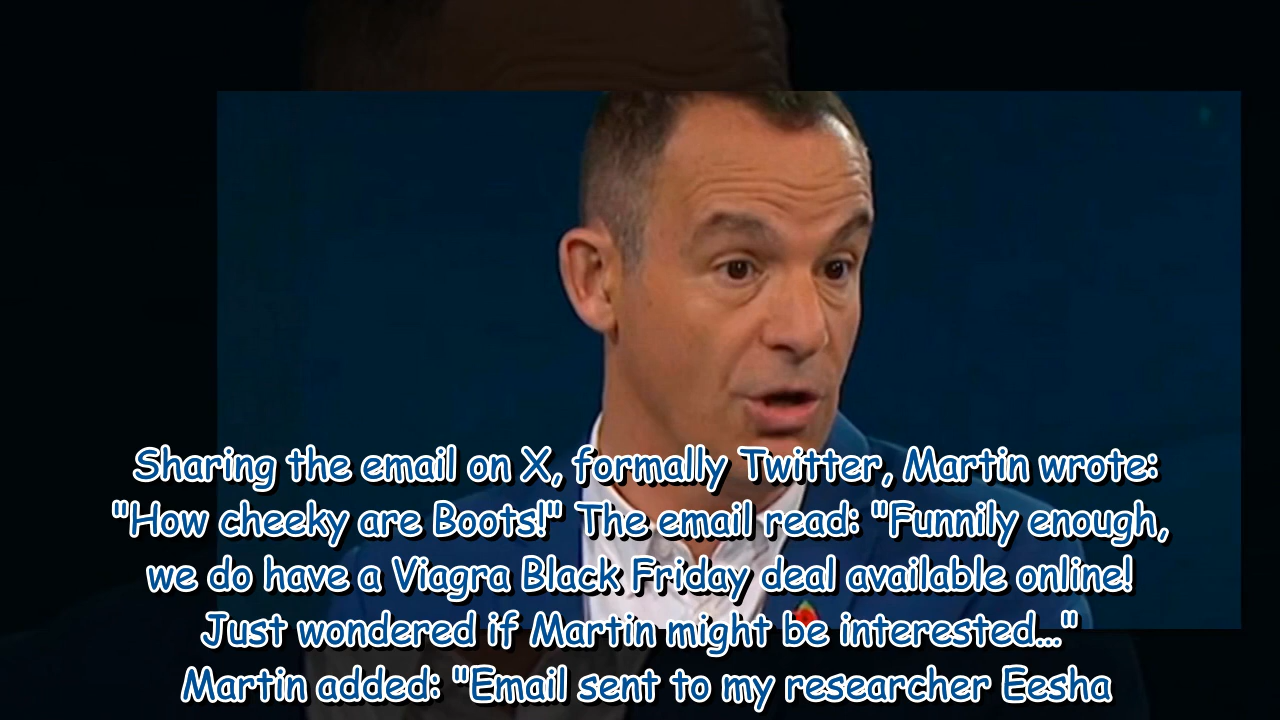 Sharing the email on X, formally Twitter, Martin wrote:
"How cheeky are Boots!" The email read: "Funnily enough,
we do have a Viagra Black Friday deal available online!
Just wondered if Martin might be interested..."
Martin added: "Email sent to my researcher Eesha